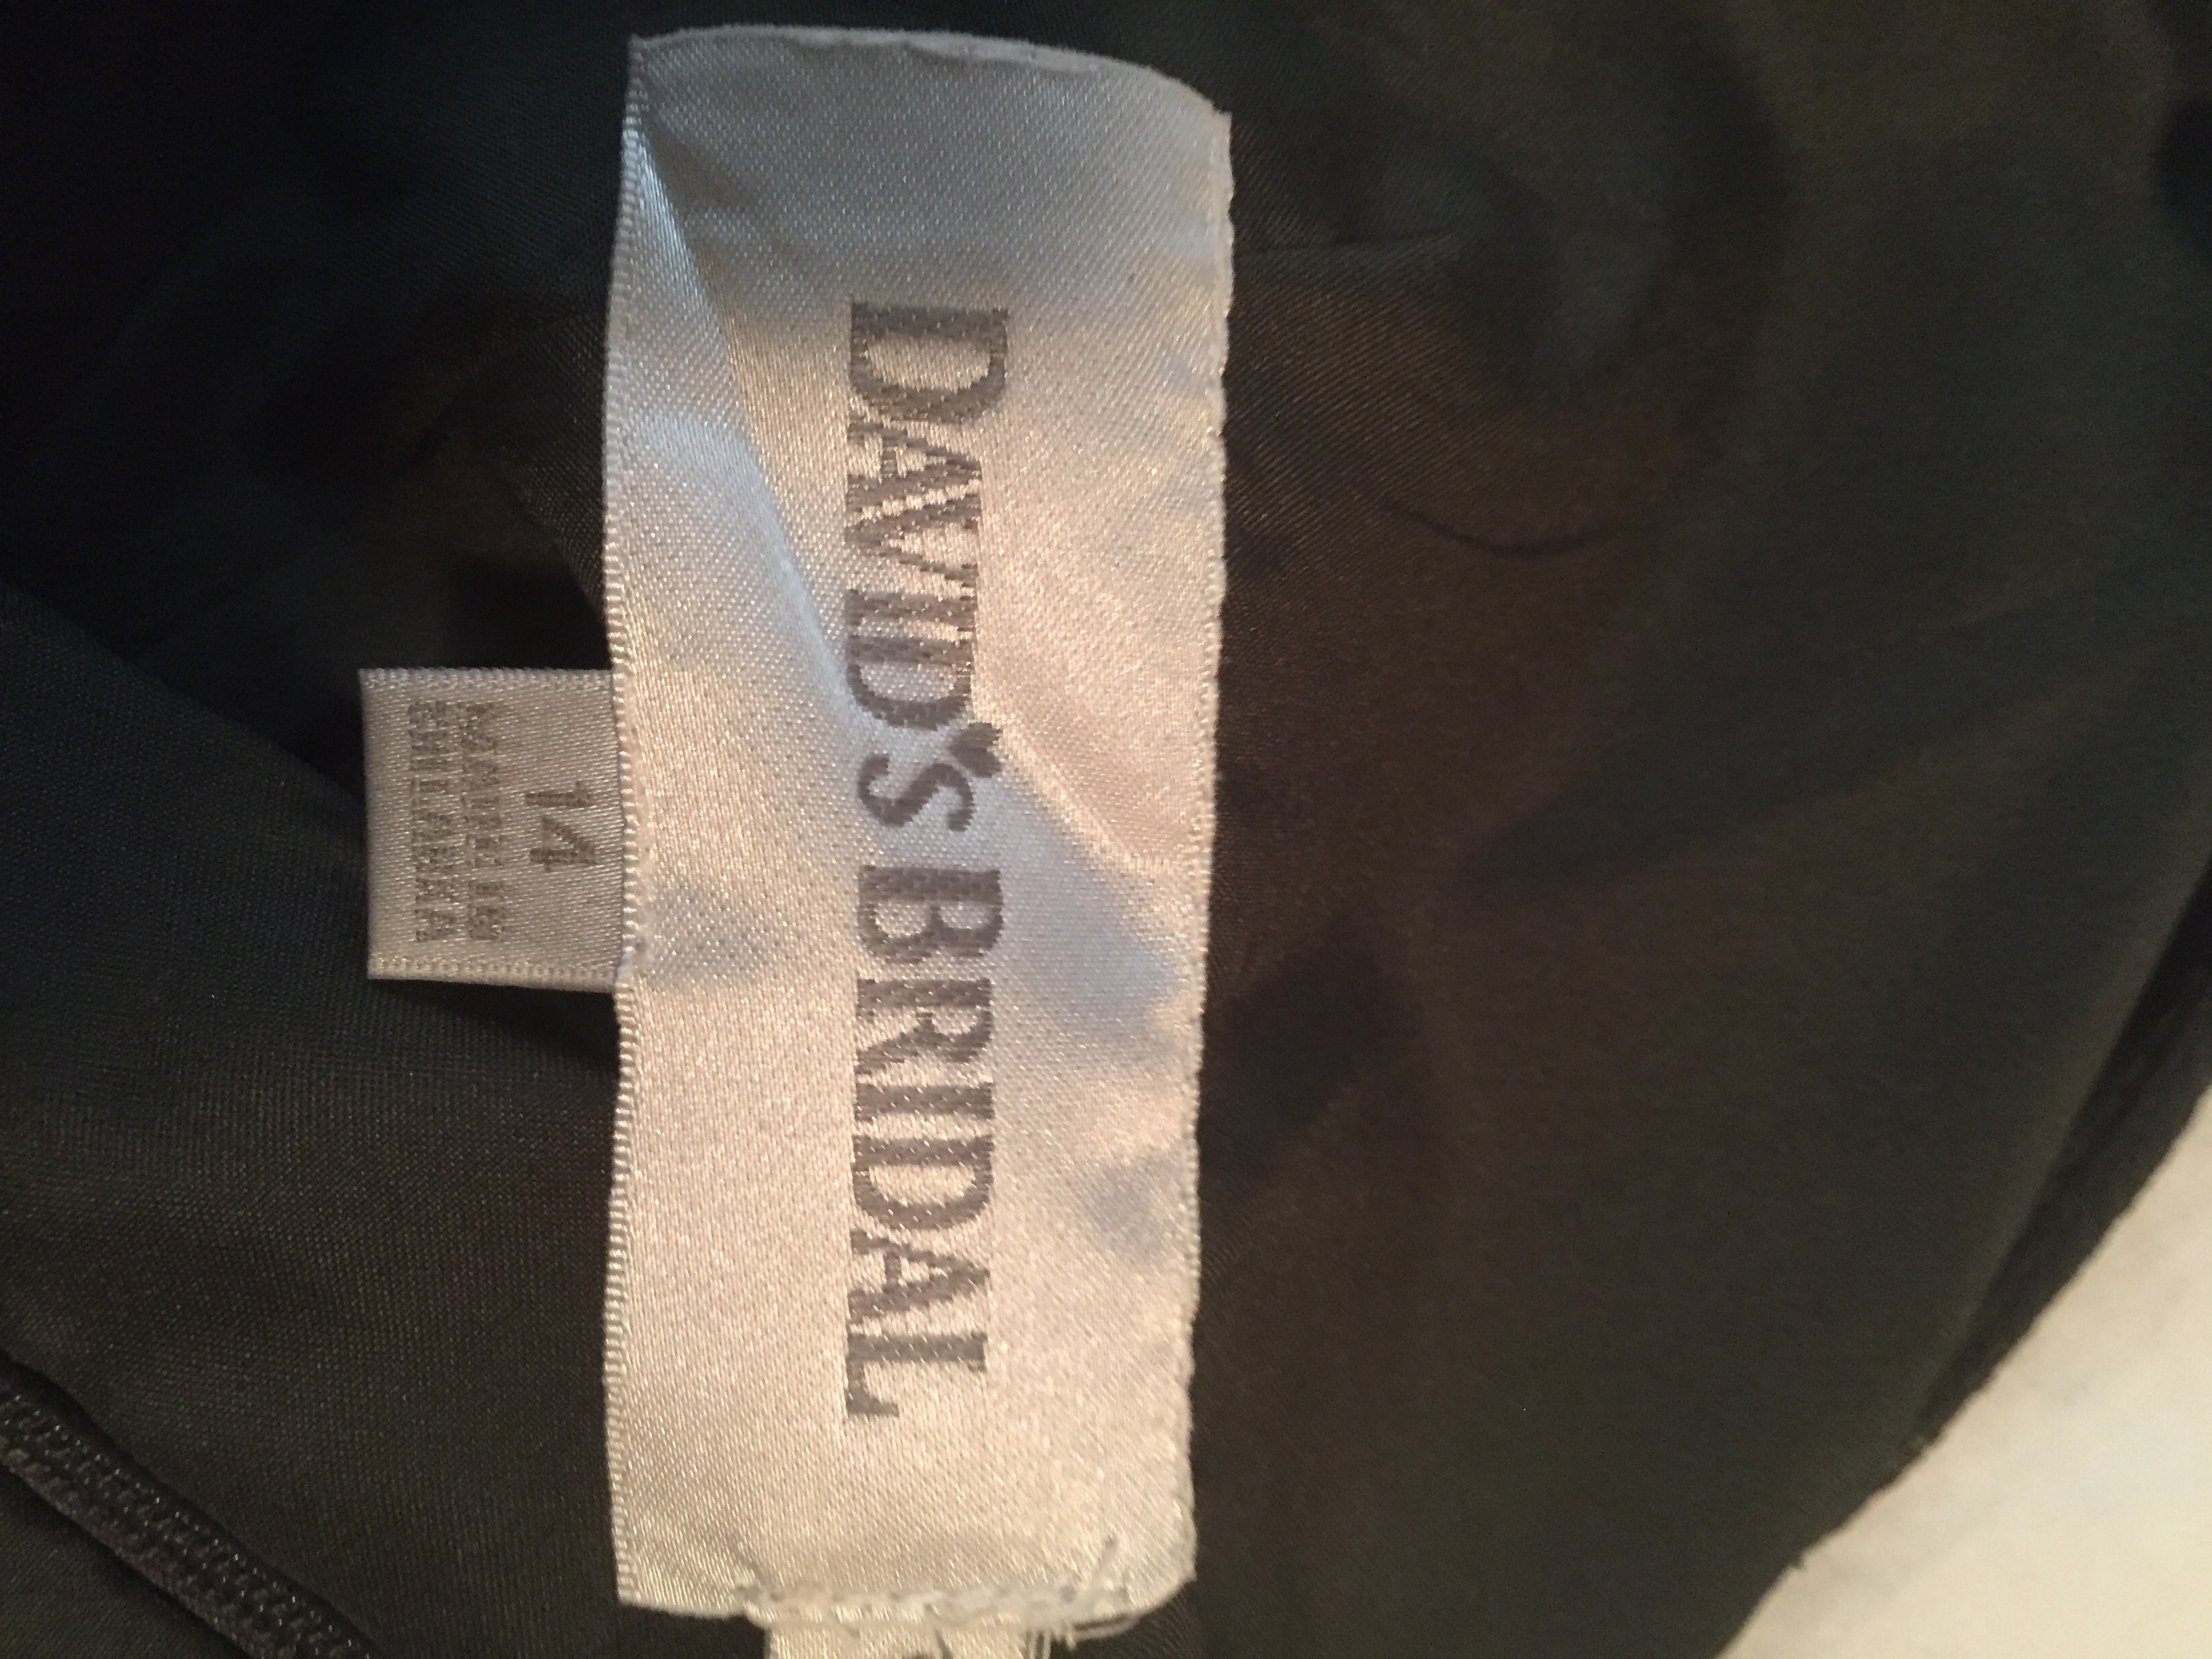 DAVID'S BRIDAL
14
MADE IN
SRI LANKA